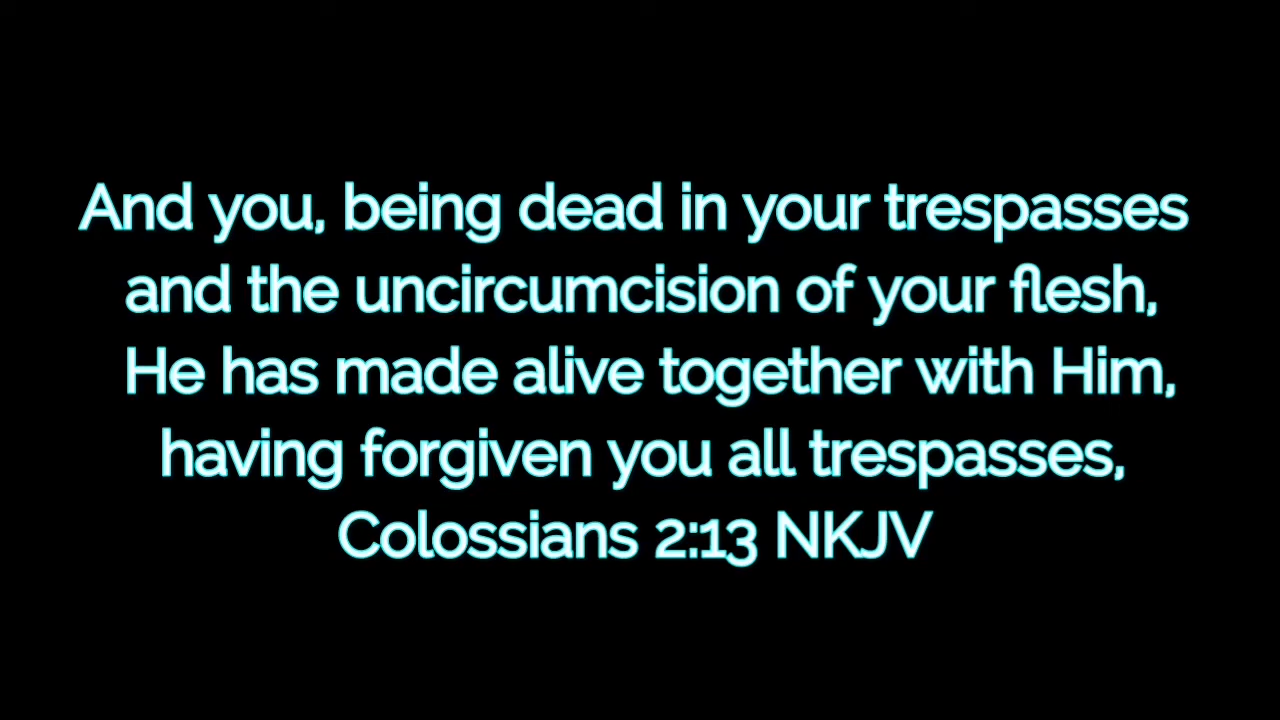 And you, being dead in your trespasses
and the uncircumcision of your flesh,
He has made alive together with Him,
having forgiven you all trespasses,
Colossians 2:13 NKJV